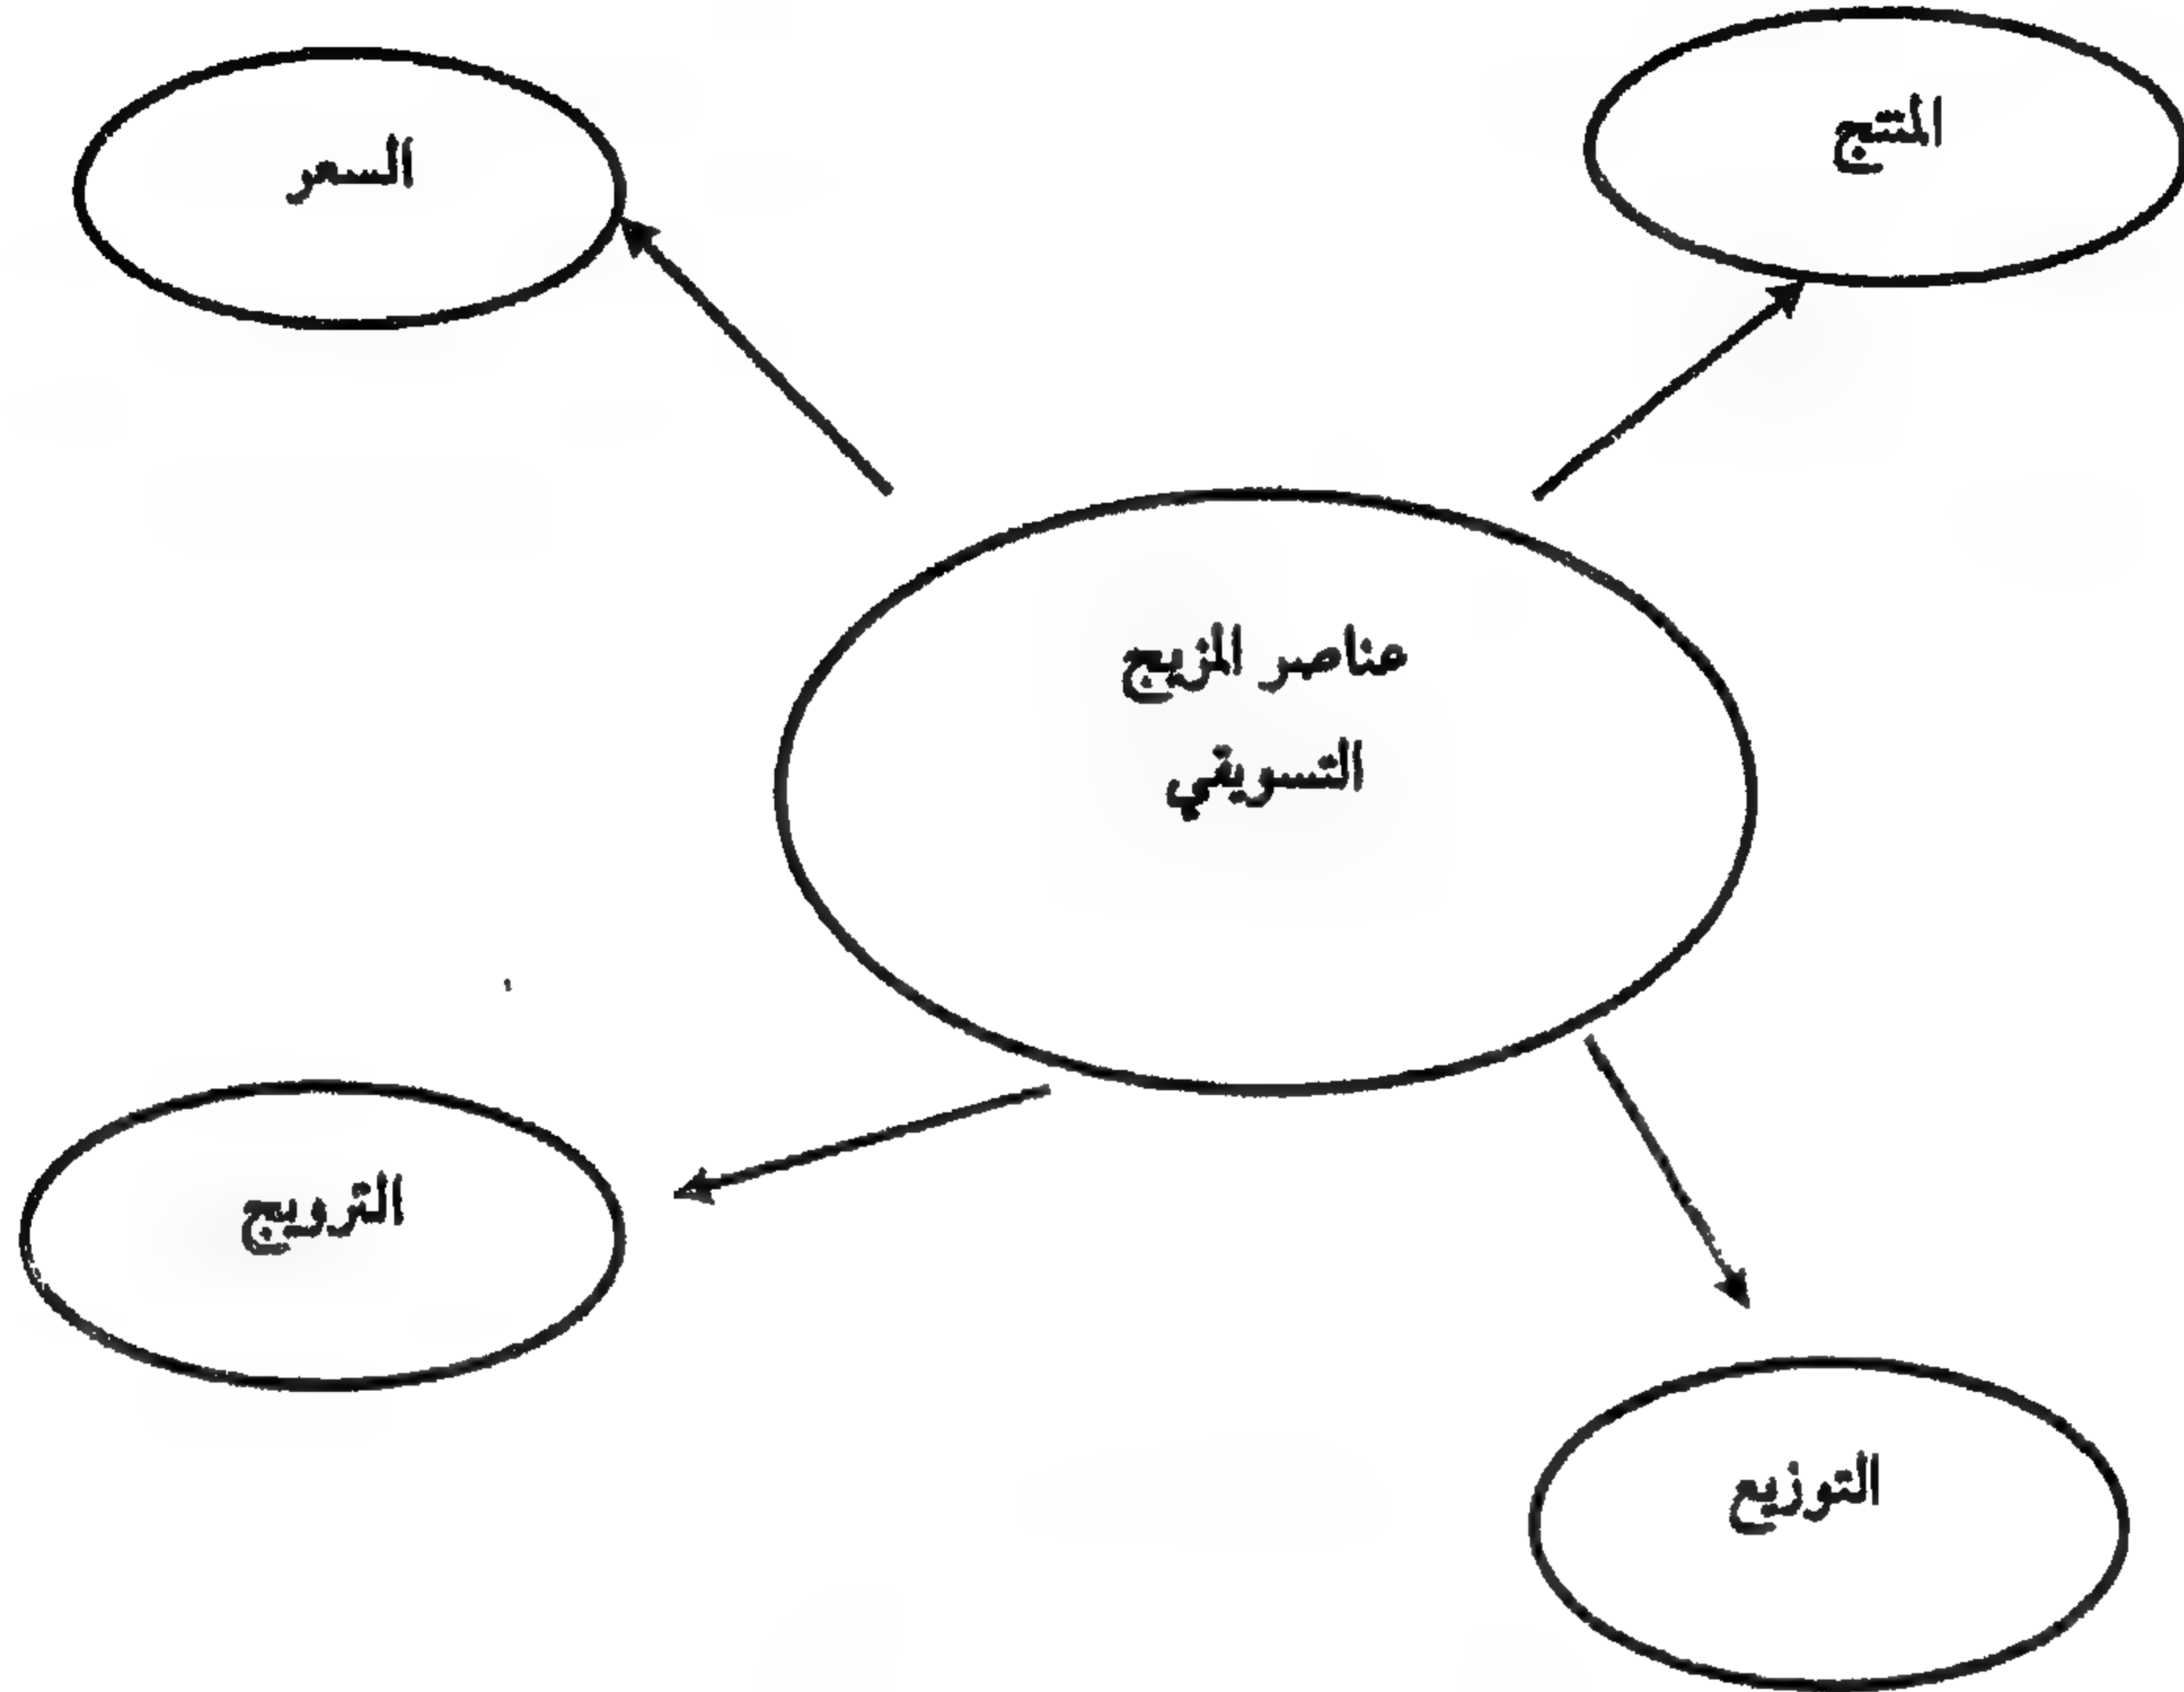 المنتج
السعر
عناصر المزيج
التسويقي
الترويج
التوزيع